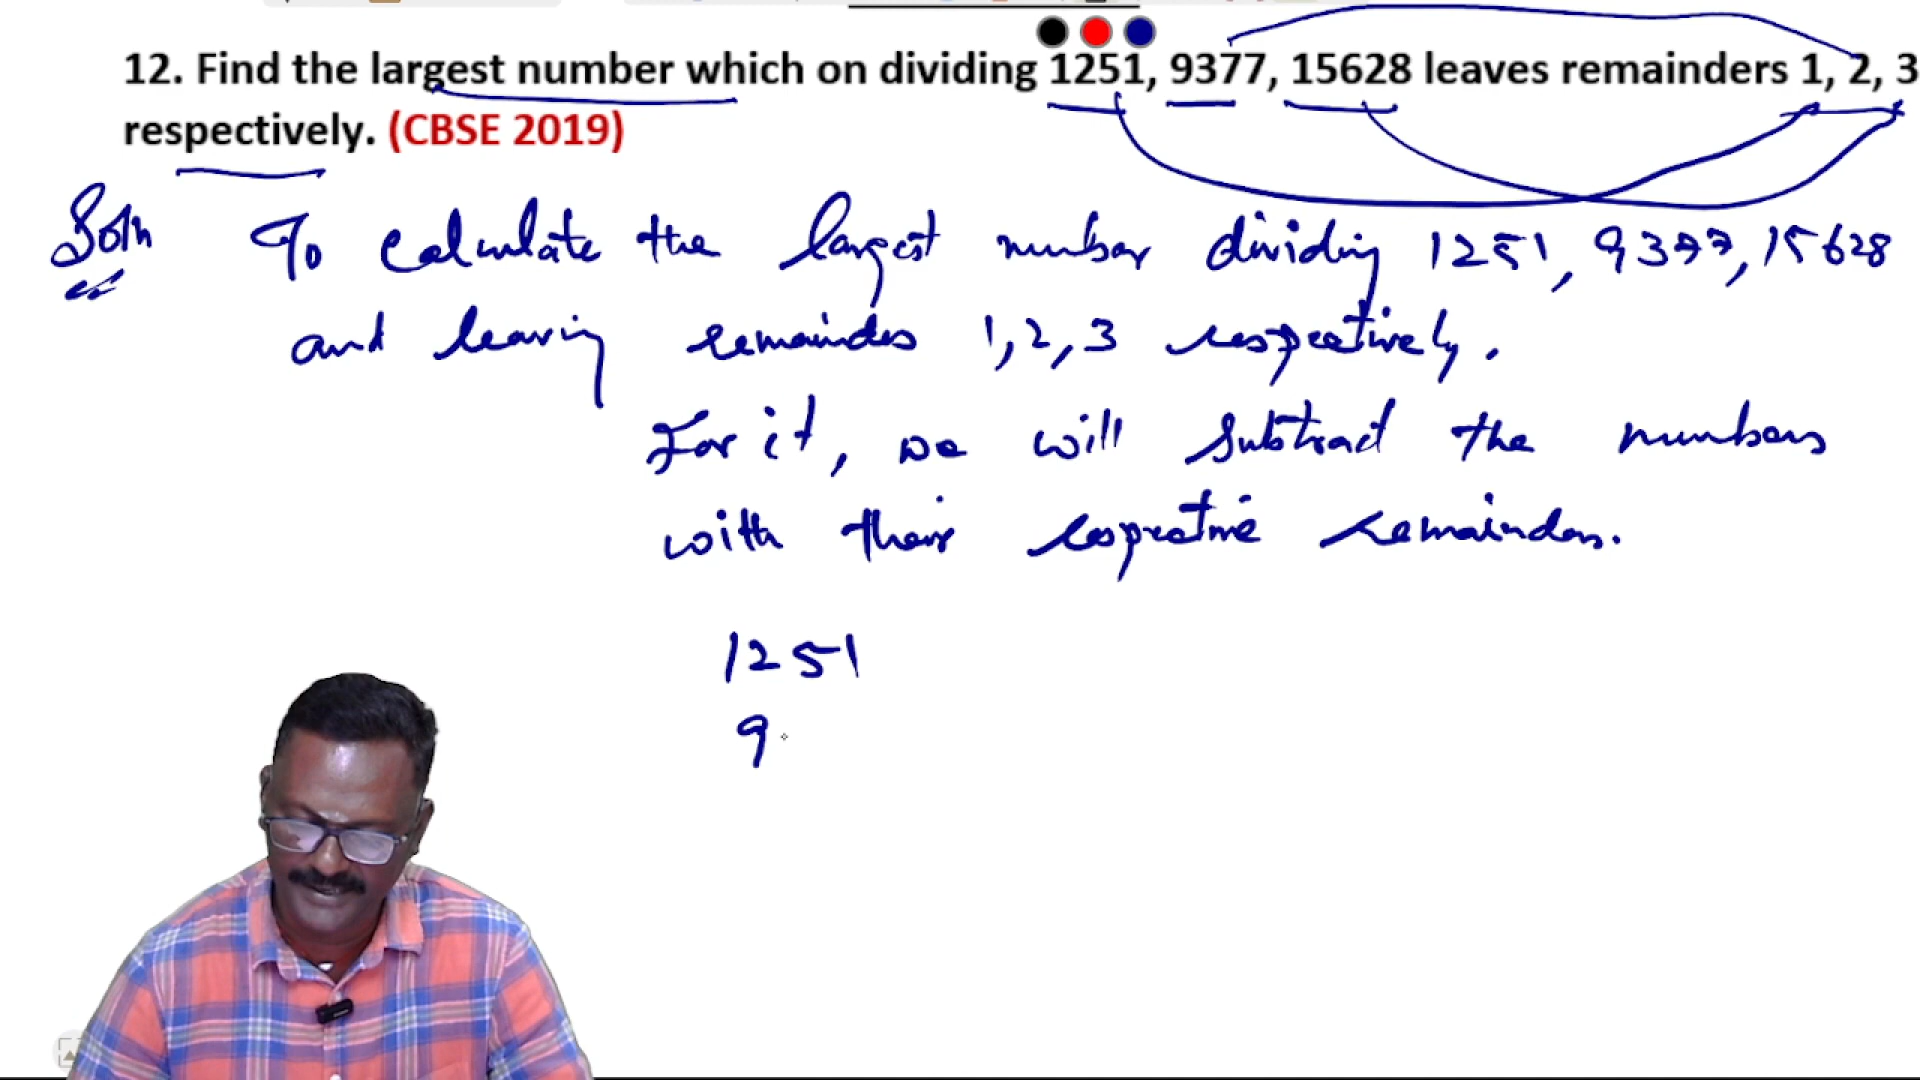 12. Find the largest number which on dividing 1251, 9377, 15628 leaves remainders 1, 2, 3
respectively. (CBSE 2019)
Soln To calculate the largest number dividing 1251, 9377, 15628
and leaving remainders 1, 2, 3 respectively.
For it, we will subtract the numbers
with their respective remainders.
1251
9